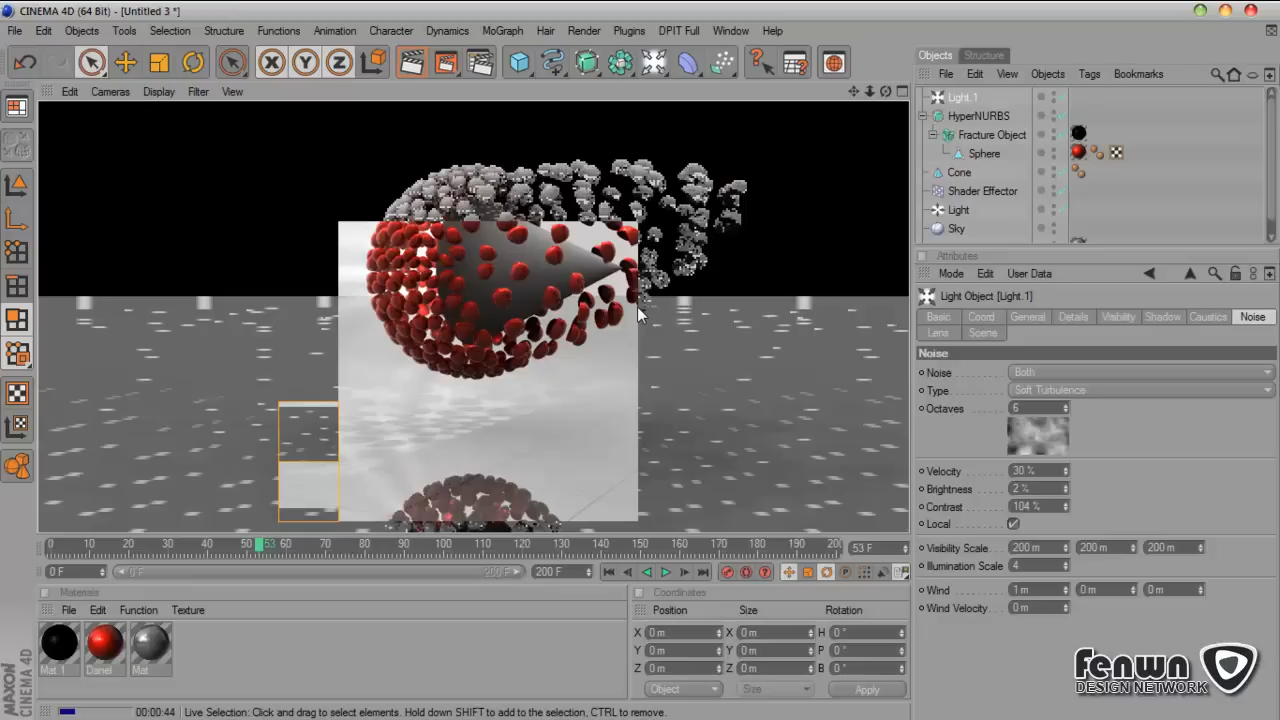 CINEMA 4D (64 Bit) - [Untitled 3 *]
File Edit Objects Tools Selection Structure Functions Animation Character Dynamics MoGraph Hair Render Plugins DPIT Full Window Help
Objects Structure
File Edit View Objects Tags Bookmarks
Edit Cameras Display Filter View
Light.1
HyperNURBS
Fracture Object
Sphere
Cone
Shader Effector
Light
Sky
Attributes
Mode Edit User Data
Light Object [Light.1]
Basic Coord General Details Visibility Shadow Caustics Noise
Lens Scene
Noise
Noise Both
Type Soft Turbulence
Octaves 6
Velocity 30 %
Brightness 2 %
Contrast 104 %
Local
Visibility Scale 200 m 200 m 200 m
Illumination Scale 4
Wind 1 m 0 m 0 m
Wind Velocity 0 m
0 10 20 30 40 50 53 60 70 80 90 100 110 120 130 140 150 160 170 180 190 20 53 F
0 F 0 F 200 F 200 F
Materials
File Edit Function Texture
Mat 1 Danel Mat
Coordinates
Position Size Rotation
X 0 m X 0 m H 0 °
Y 0 m Y 0 m P 0 °
Z 0 m Z 0 m B 0 °
Object Size Apply
MAXON
CINEMA 4D
00:00:44 Live Selection: Click and drag to select elements. Hold down SHIFT to add to the selection, CTRL to remove.
fenwn
DESIGN NETWORK